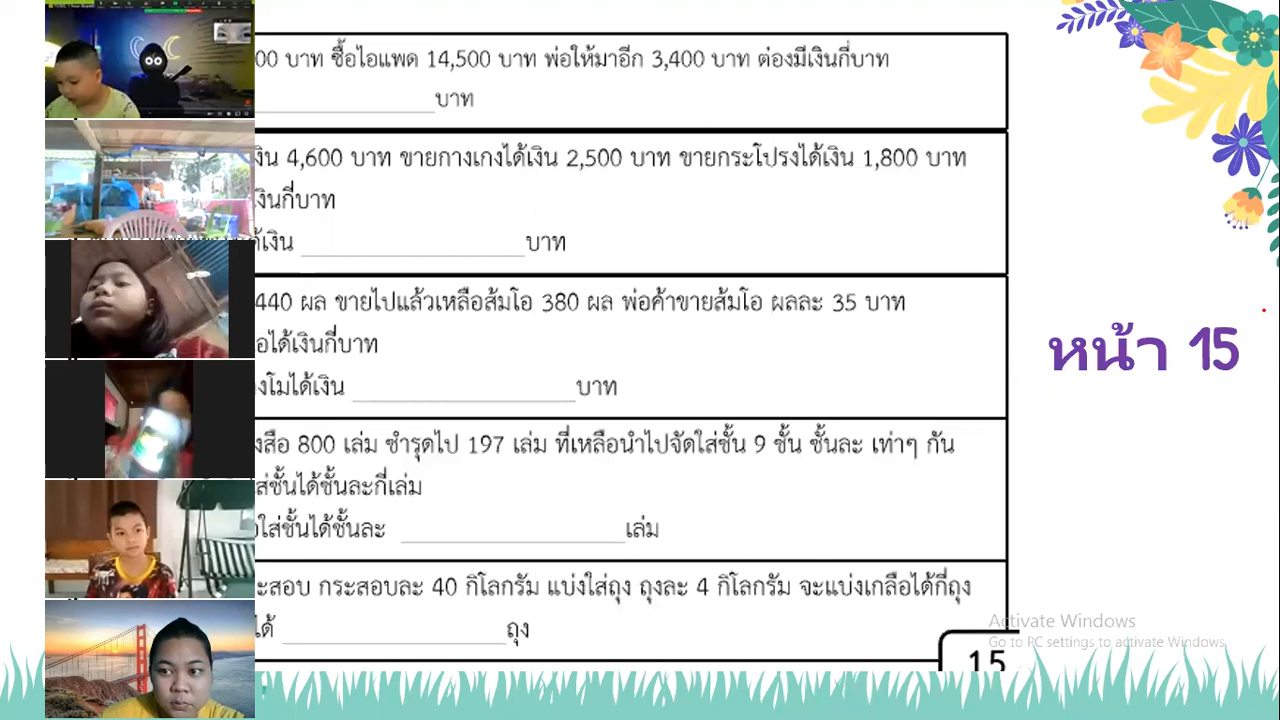 00 บาท ซื้อไอแพด 14,500 บาท พ่อให้มาอีก 3,400 บาท ต่องมีเงินกี่บาท
บาท
งิน 4,600 บาท ขายกางเกงได้เงิน 2,500 บาท ขายกระโปรงได้เงิน 1,800 บาท
งินกี่บาท
ด้เงิน บาท
440 ผล ขายไปแล้วเหลือส้มโอ 380 ผล พ่อค้าขายส้มโอ ผลละ 35 บาท
อได้เงินกี่บาท
งโมได้เงิน บาท
งสือ 800 เล่ม ชำรุดไป 197 เล่ม ที่เหลือนำไปจัดใส่ชั้น 9 ชั้น ชั้นละ เท่าๆ กัน
ส่ชั้นได้ชั้นละกี่เล่ม
ใส่ชั้นได้ชั้นละ เล่ม
ะสอบ กระสอบละ 40 กิโลกรัม แบ่งใส่ถุง ถุงละ 4 กิโลกรัม จะแบ่งเกลือได้กี่ถุง
ได้ ถุง
15
หน้า 15
Activate Windows
Go to PC settings to activate Windows.